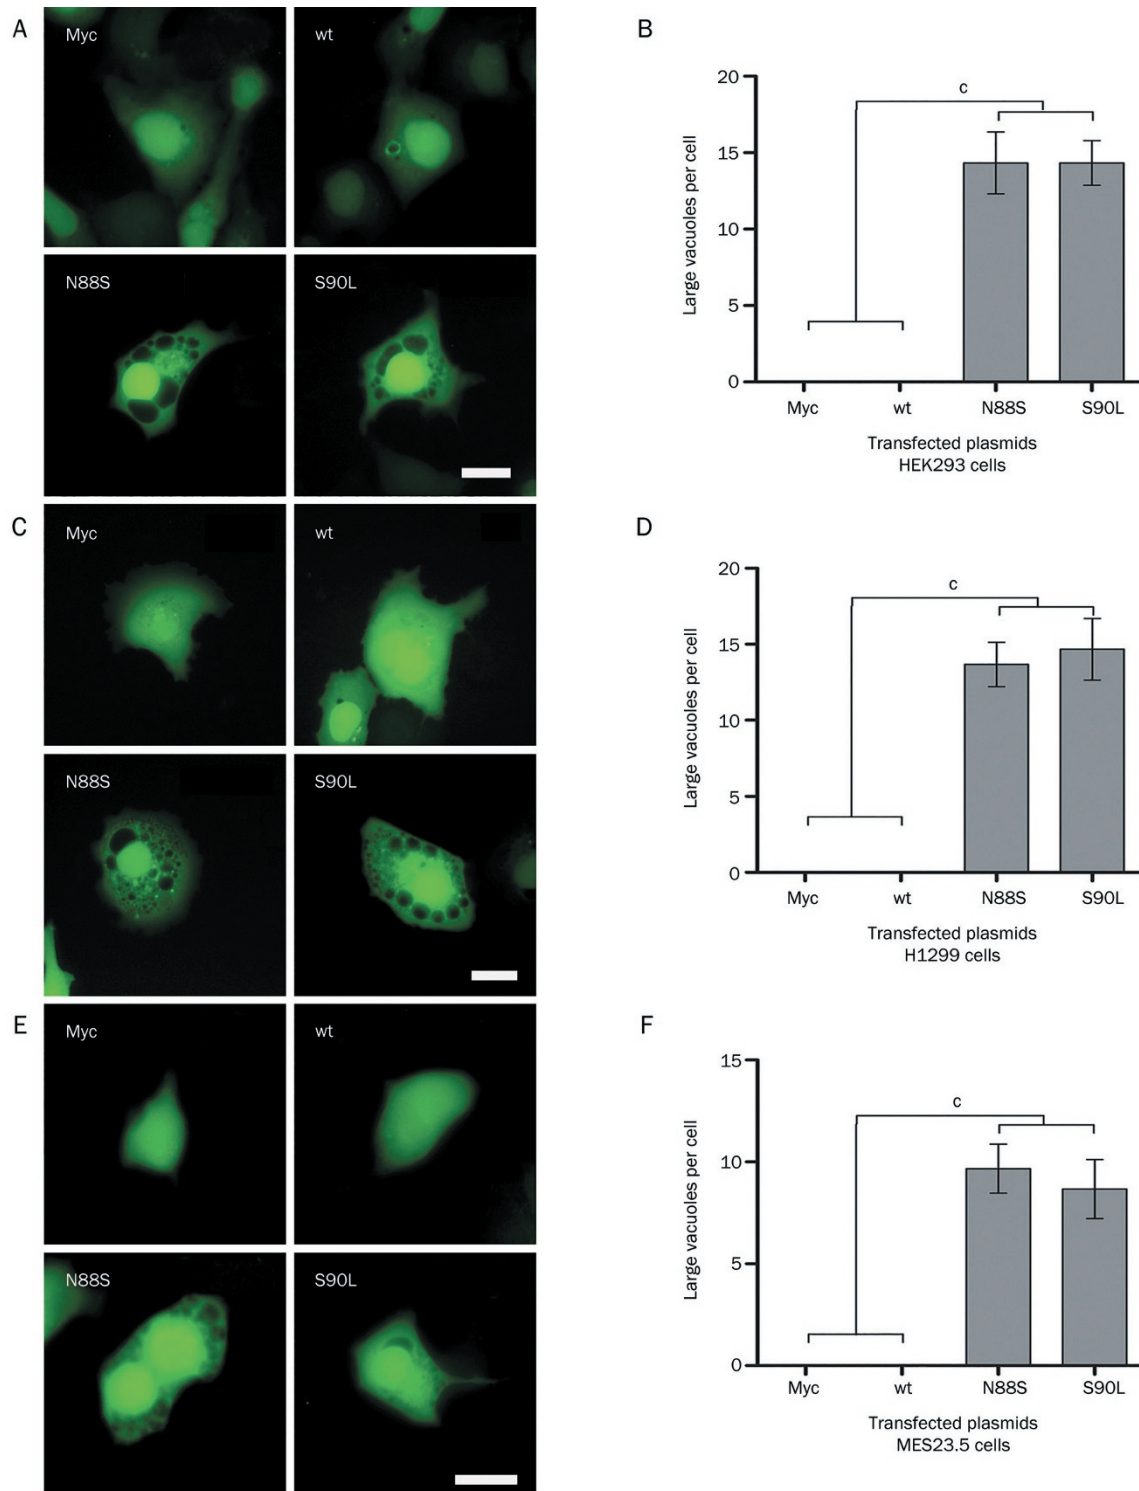 A
Myc
wt
N88S
S90L
B
20
15
10
5
0
Large vacuoles per cell
c
Myc
wt
N88S
S90L
Transfected plasmids
HEK293 cells
C
Myc
wt
N88S
S90L
D
20
15
10
5
0
Large vacuoles per cell
c
Myc
wt
N88S
S90L
Transfected plasmids
H1299 cells
E
Myc
wt
N88S
S90L
F
15
10
5
0
Large vacuoles per cell
c
Myc
wt
N88S
S90L
Transfected plasmids
MES23.5 cells